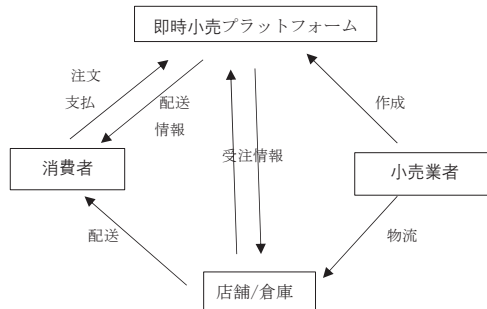 即時小売プラットフォーム
注文
支払
配送
情報
作成
受注情報
消費者
小売業者
配送
物流
店舗/倉庫